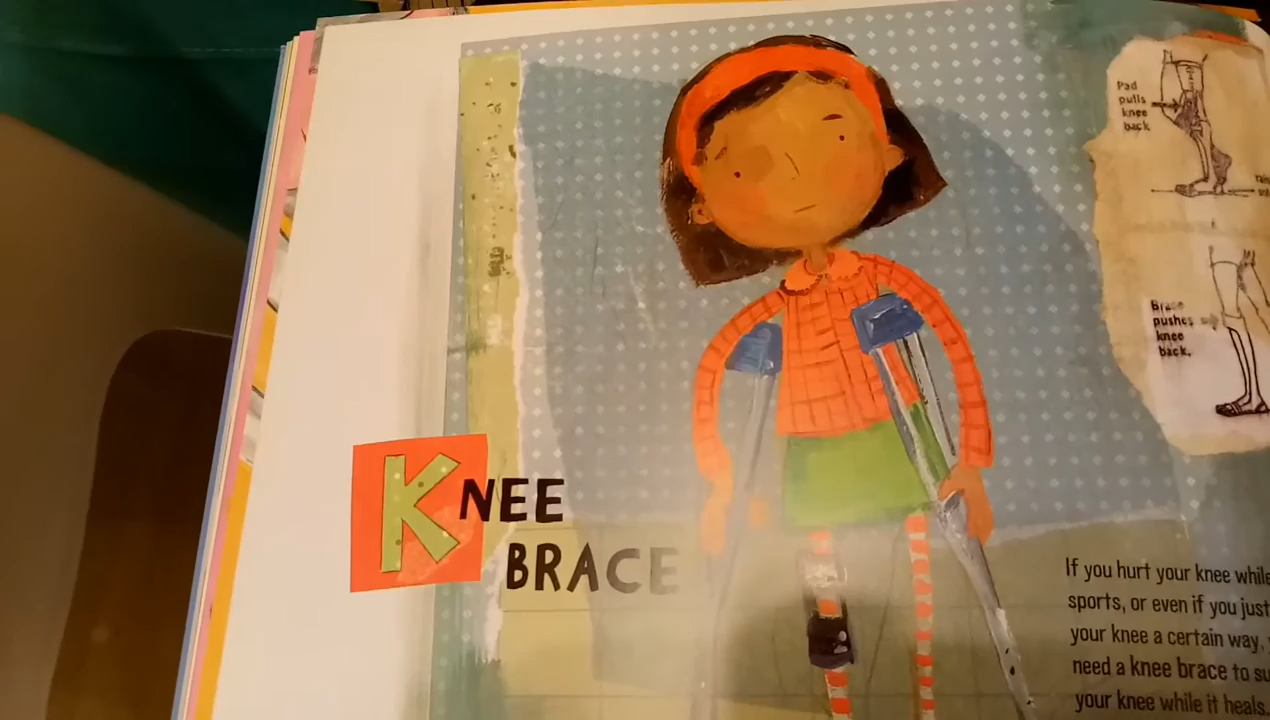 KNEE
BRACE
Pad
pulls
knee
back
Brace
pushes
knee
back.
If you hurt your knee while
sports, or even if you just
your knee a certain way,
need a knee brace to
your knee while it heals.